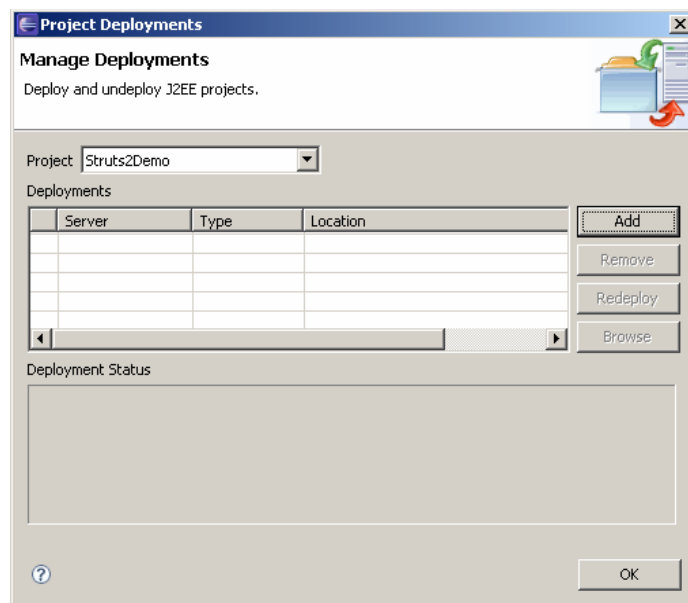 Project Deployments
Manage Deployments
Deploy and undeploy J2EE projects.
Project Struts2Demo
Deployments
Server Type Location
Add
Remove
Redeploy
Browse
Deployment Status
?
OK